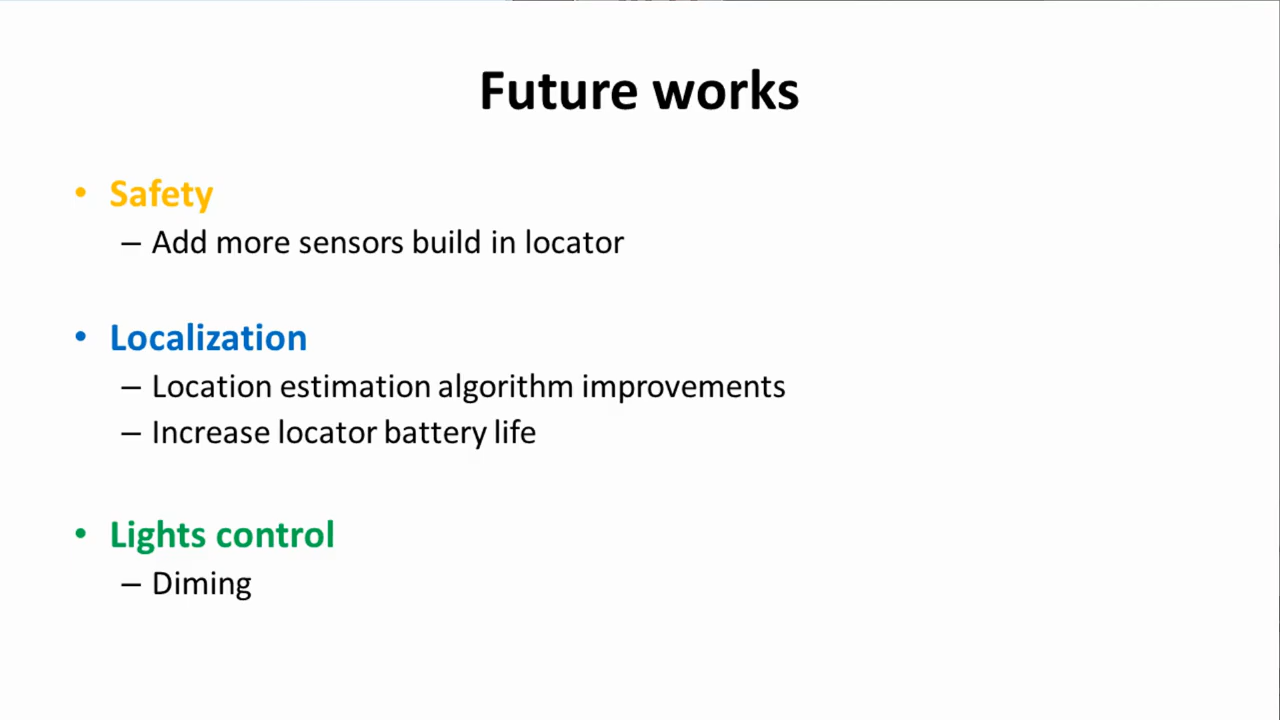 Future works
• Safety
– Add more sensors build in locator
• Localization
– Location estimation algorithm improvements
– Increase locator battery life
• Lights control
– Diming